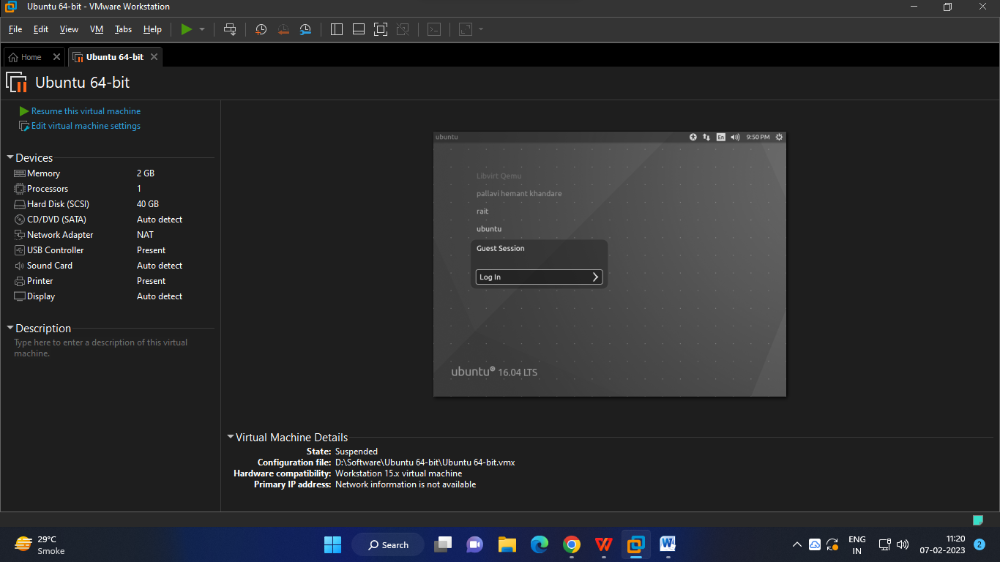 Ubuntu 64-bit - VMware Workstation
File Edit View VM Tabs Help
Home Ubuntu 64-bit
Ubuntu 64-bit
Resume this virtual machine
Edit virtual machine settings
Devices
Memory 2 GB
Processors 1
Hard Disk (SCSI) 40 GB
CD/DVD (SATA) Auto detect
Network Adapter NAT
USB Controller Present
Sound Card Auto detect
Printer Present
Display Auto detect
Description
Type here to enter a description of this virtual
machine.
ubuntu En 9:50 PM
Libvirt Qemu
pallavi hemant khandare
rait
ubuntu
Guest Session
Log In
ubuntu® 16.04 LTS
Virtual Machine Details
State: Suspended
Configuration file: D:\Software\Ubuntu 64-bit\Ubuntu 64-bit.vmx
Hardware compatibility: Workstation 15.x virtual machine
Primary IP address: Network information is not available
29°C
Smoke
Search
W
ENG
IN
11:20
07-02-2023
2